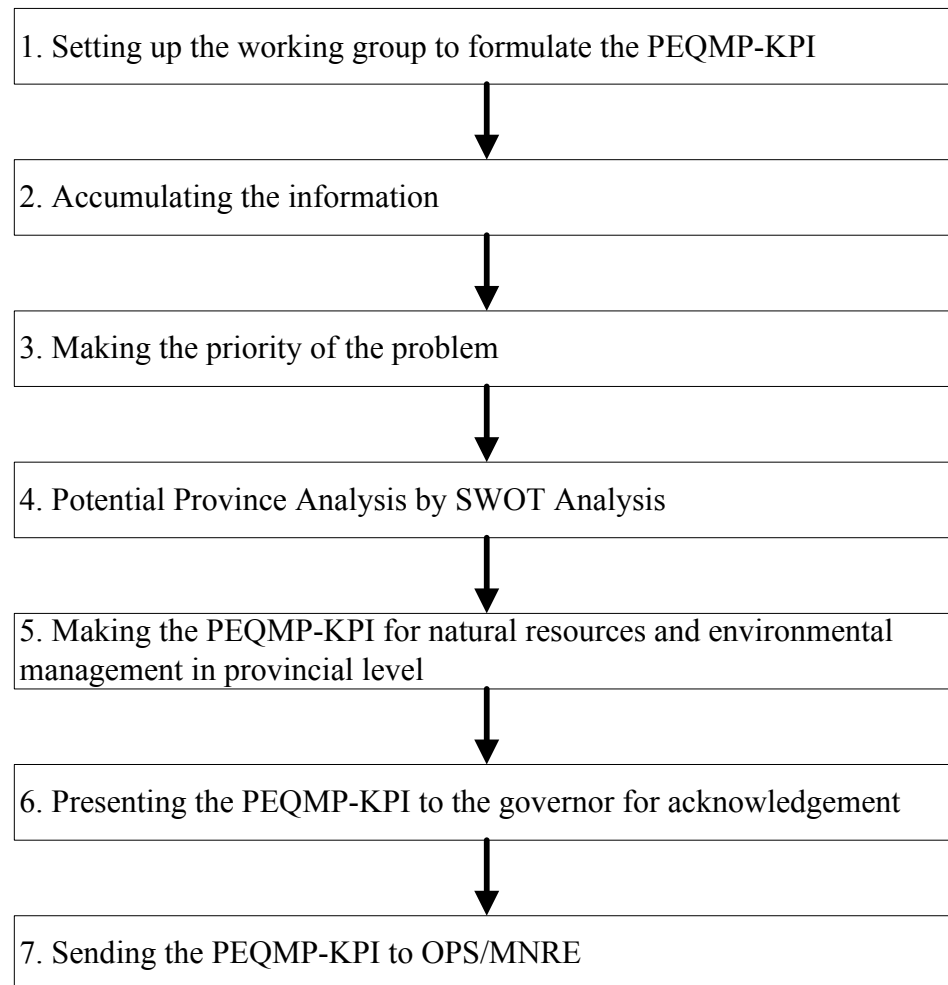 1. Setting up the working group to formulate the PEQMP-KPI
2. Accumulating the information
3. Making the priority of the problem
4. Potential Province Analysis by SWOT Analysis
5. Making the PEQMP-KPI for natural resources and environmental
management in provincial level
6. Presenting the PEQMP-KPI to the governor for acknowledgement
7. Sending the PEQMP-KPI to OPS/MNRE